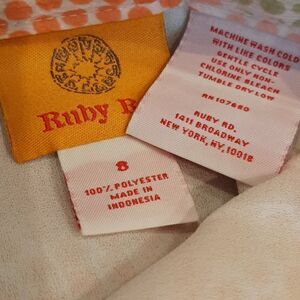 Ruby R
MACHINE WASH COLD
WITH LIKE COLORS
GENTLE CYCLE
USE ONLY NON-
CHLORINE BLEACH
TUMBLE DRY LOW
RN 107660
RUBY RD.
1411 BROADWAY
NEW YORK, NY, 10018
8
100% POLYESTER
MADE IN
INDONESIA